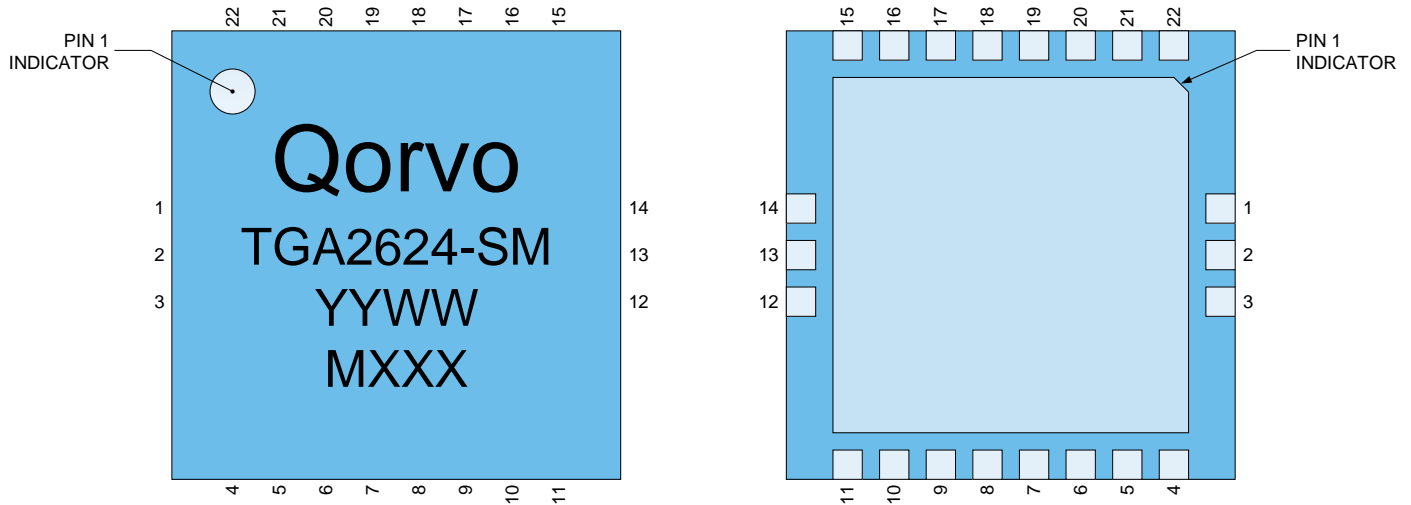 22 21 20 19 18 17 16 15
PIN 1
INDICATOR
Qorvo
TGA2624-SM
YYWW
MXXX
1
2
3
14
13
12
4 5 6 7 8 9 10 11
15 16 17 18 19 20 21 22
PIN 1
INDICATOR
14
13
12
1
2
3
11 10 9 8 7 6 5 4